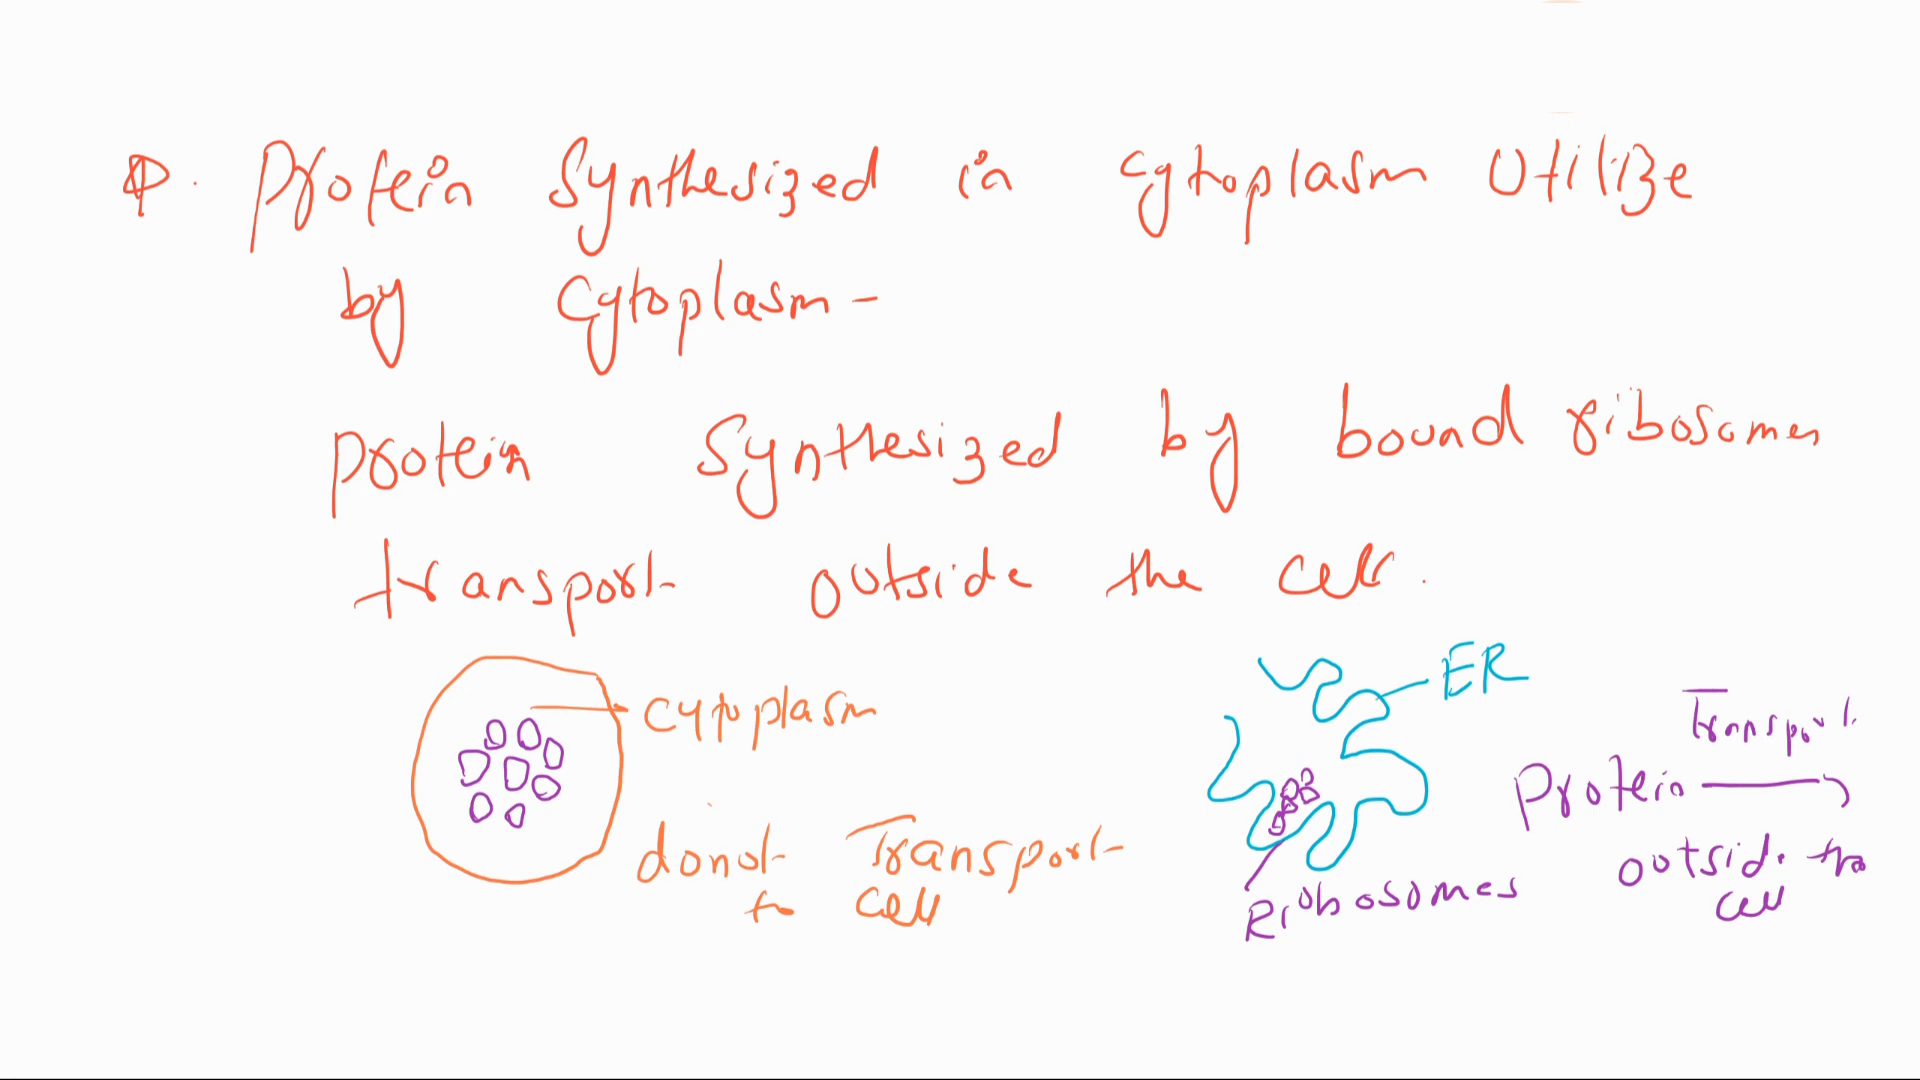 Φ. Protein Synthesized in cytoplasm Utilize
by Cytoplasm -
protein Synthesized by bound ribosomes
transport outside the cell.
cytoplasm
donot Transport
to cell
ER
Ribosomes
Transport
Protein
outside the
cell